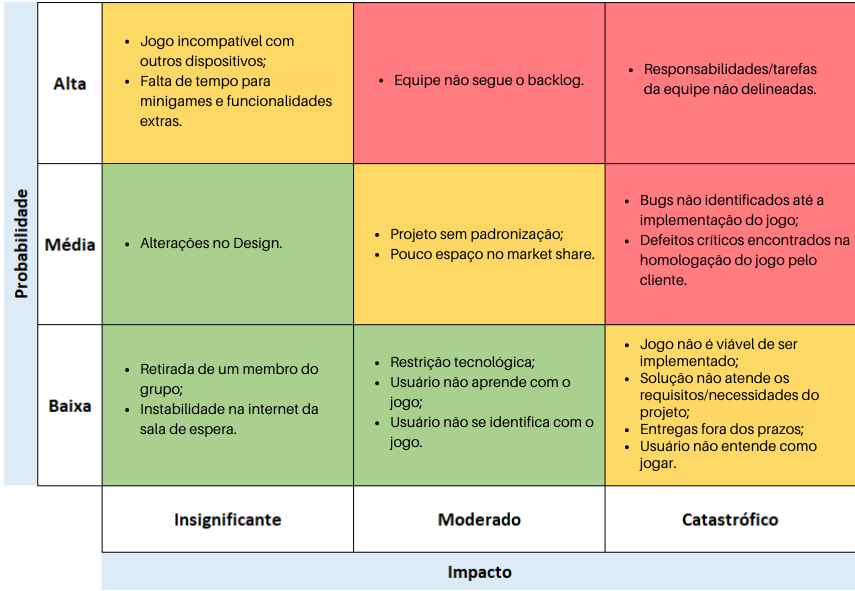 Probabilidade
Alta
• Jogo incompatível com
outros dispositivos;
• Falta de tempo para
minigames e funcionalidades
extras.
• Equipe não segue o backlog.
• Responsabilidades/tarefas
da equipe não delineadas.
Média
• Alterações no Design.
• Projeto sem padronização;
• Pouco espaço no market share.
• Bugs não identificados até a
implementação do jogo;
• Defeitos críticos encontrados na
homologação do jogo pelo
cliente.
Baixa
• Retirada de um membro do
grupo;
• Instabilidade na internet da
sala de espera.
• Restrição tecnológica;
• Usuário não aprende com o
jogo;
• Usuário não se identifica com o
jogo.
• Jogo não é viável de ser
implementado;
• Solução não atende os
requisitos/necessidades do
projeto;
• Entregas fora dos prazos;
• Usuário não entende como
jogar.
Insignificante
Moderado
Catastrófico
Impacto